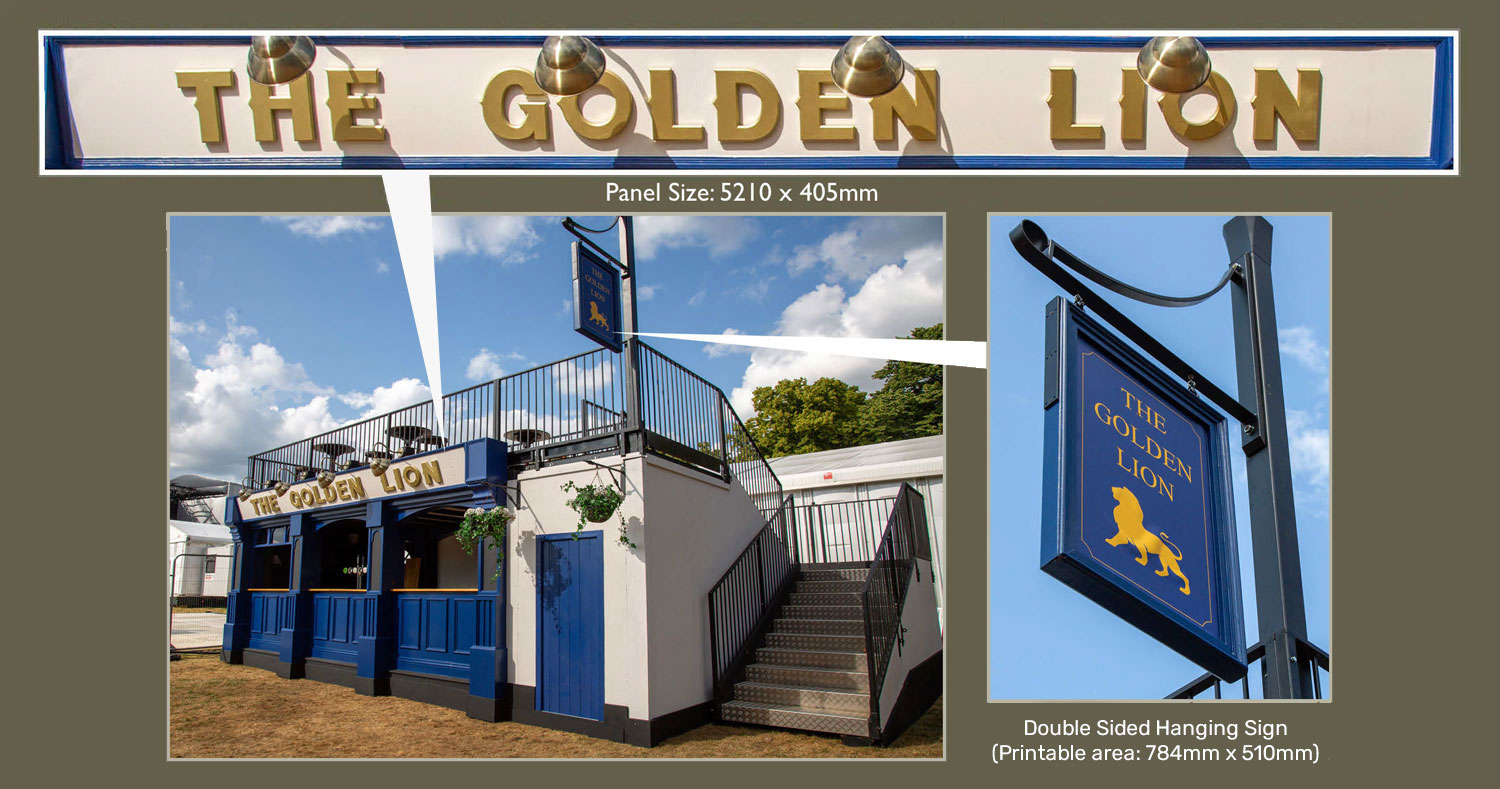 THE GOLDEN LION
Panel Size: 5210 x 405mm
THE
GOLDEN
LION
THE GOLDEN LION
THE
GOLDEN
LION
Double Sided Hanging Sign
(Printable area: 784mm x 510mm)